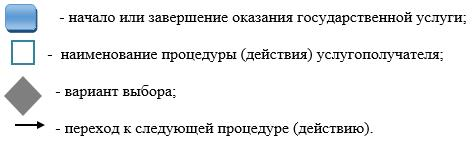 - начало или завершение оказания государственной услуги;
- наименование процедуры (действия) услугополучателя;
- вариант выбора;
- переход к следующей процедуре (действию).